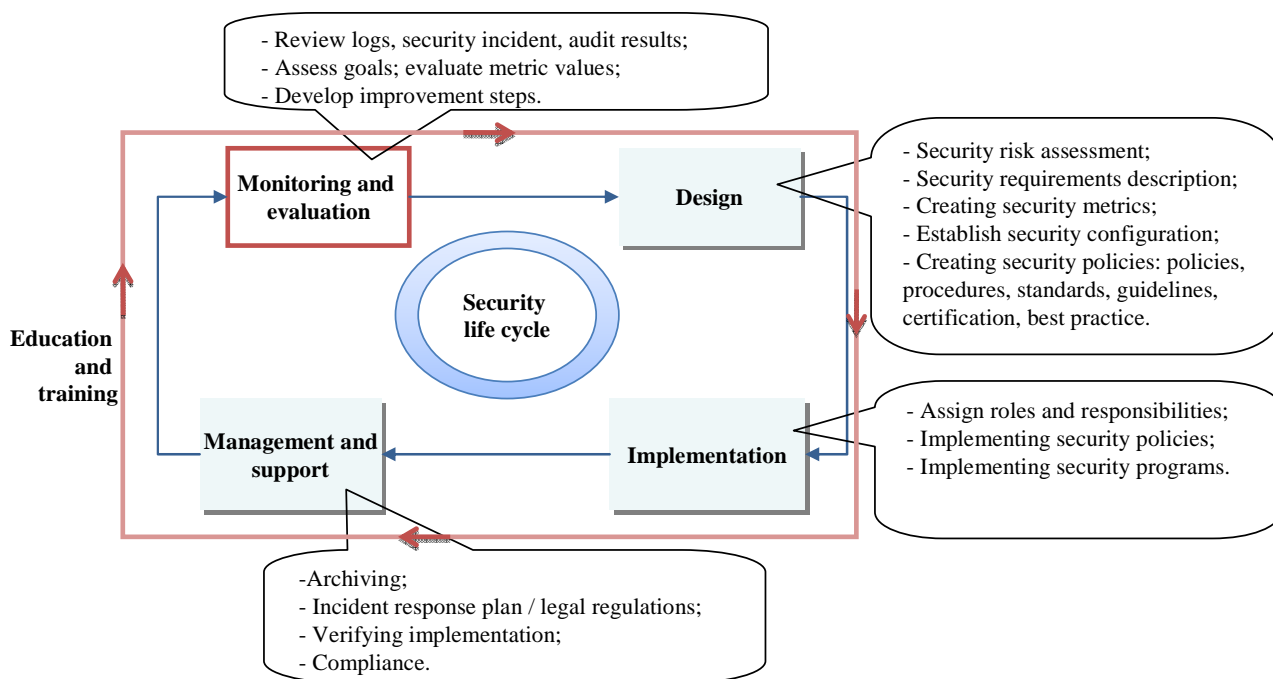 - Review logs, security incident, audit results;
- Assess goals; evaluate metric values;
- Develop improvement steps.
Monitoring and
evaluation
Design
- Security risk assessment;
- Security requirements description;
- Creating security metrics;
- Establish security configuration;
- Creating security policies: policies,
procedures, standards, guidelines,
certification, best practice.
Security
life cycle
Education
and
training
Management and
support
Implementation
- Assign roles and responsibilities;
- Implementing security policies;
- Implementing security programs.
-Archiving;
- Incident response plan / legal regulations;
- Verifying implementation;
- Compliance.